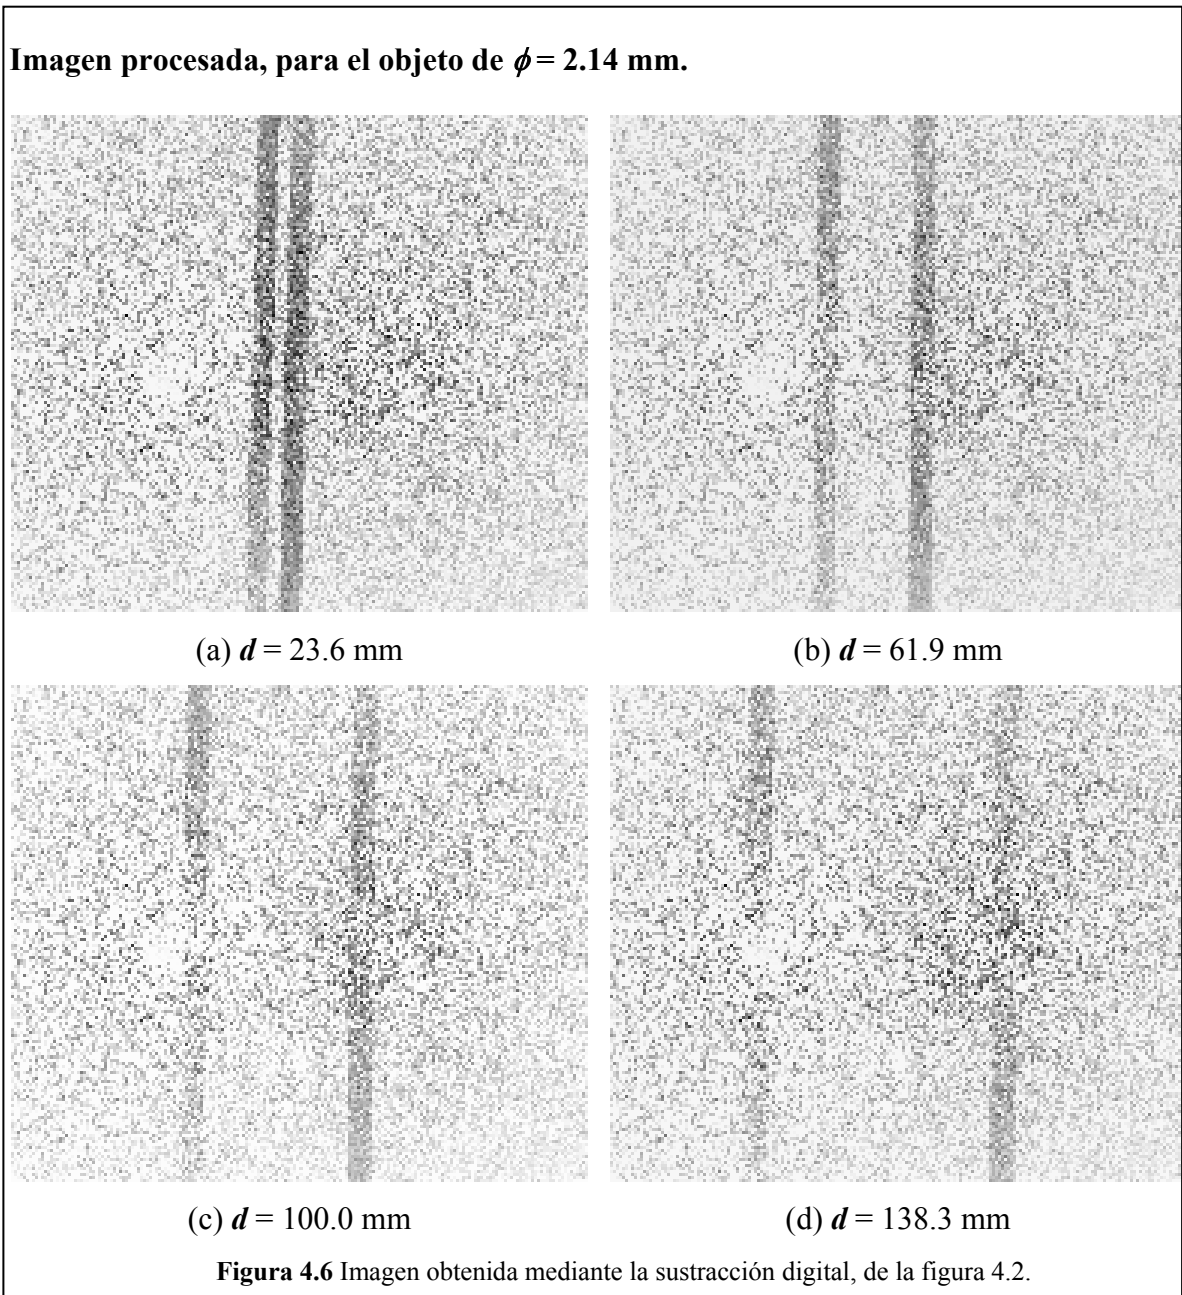 Imagen procesada, para el objeto de ϕ = 2.14 mm.
(a) d = 23.6 mm
(b) d = 61.9 mm
(c) d = 100.0 mm
(d) d = 138.3 mm
Figura 4.6 Imagen obtenida mediante la sustracción digital, de la figura 4.2.